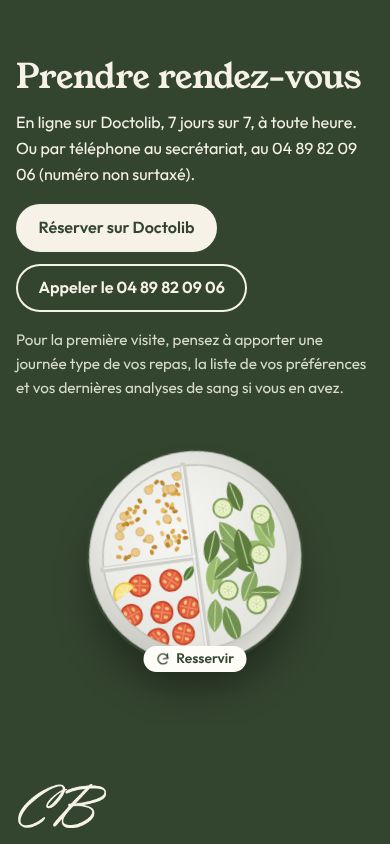 Prendre rendez-vous
En ligne sur Doctolib, 7 jours sur 7, à toute heure.
Ou par téléphone au secrétariat, au 04 89 82 09
06 (numéro non surtaxé).
Réserver sur Doctolib
Appeler le 04 89 82 09 06
Pour la première visite, pensez à apporter une
journée type de vos repas, la liste de vos préférences
et vos dernières analyses de sang si vous en avez.
Resservir
CB